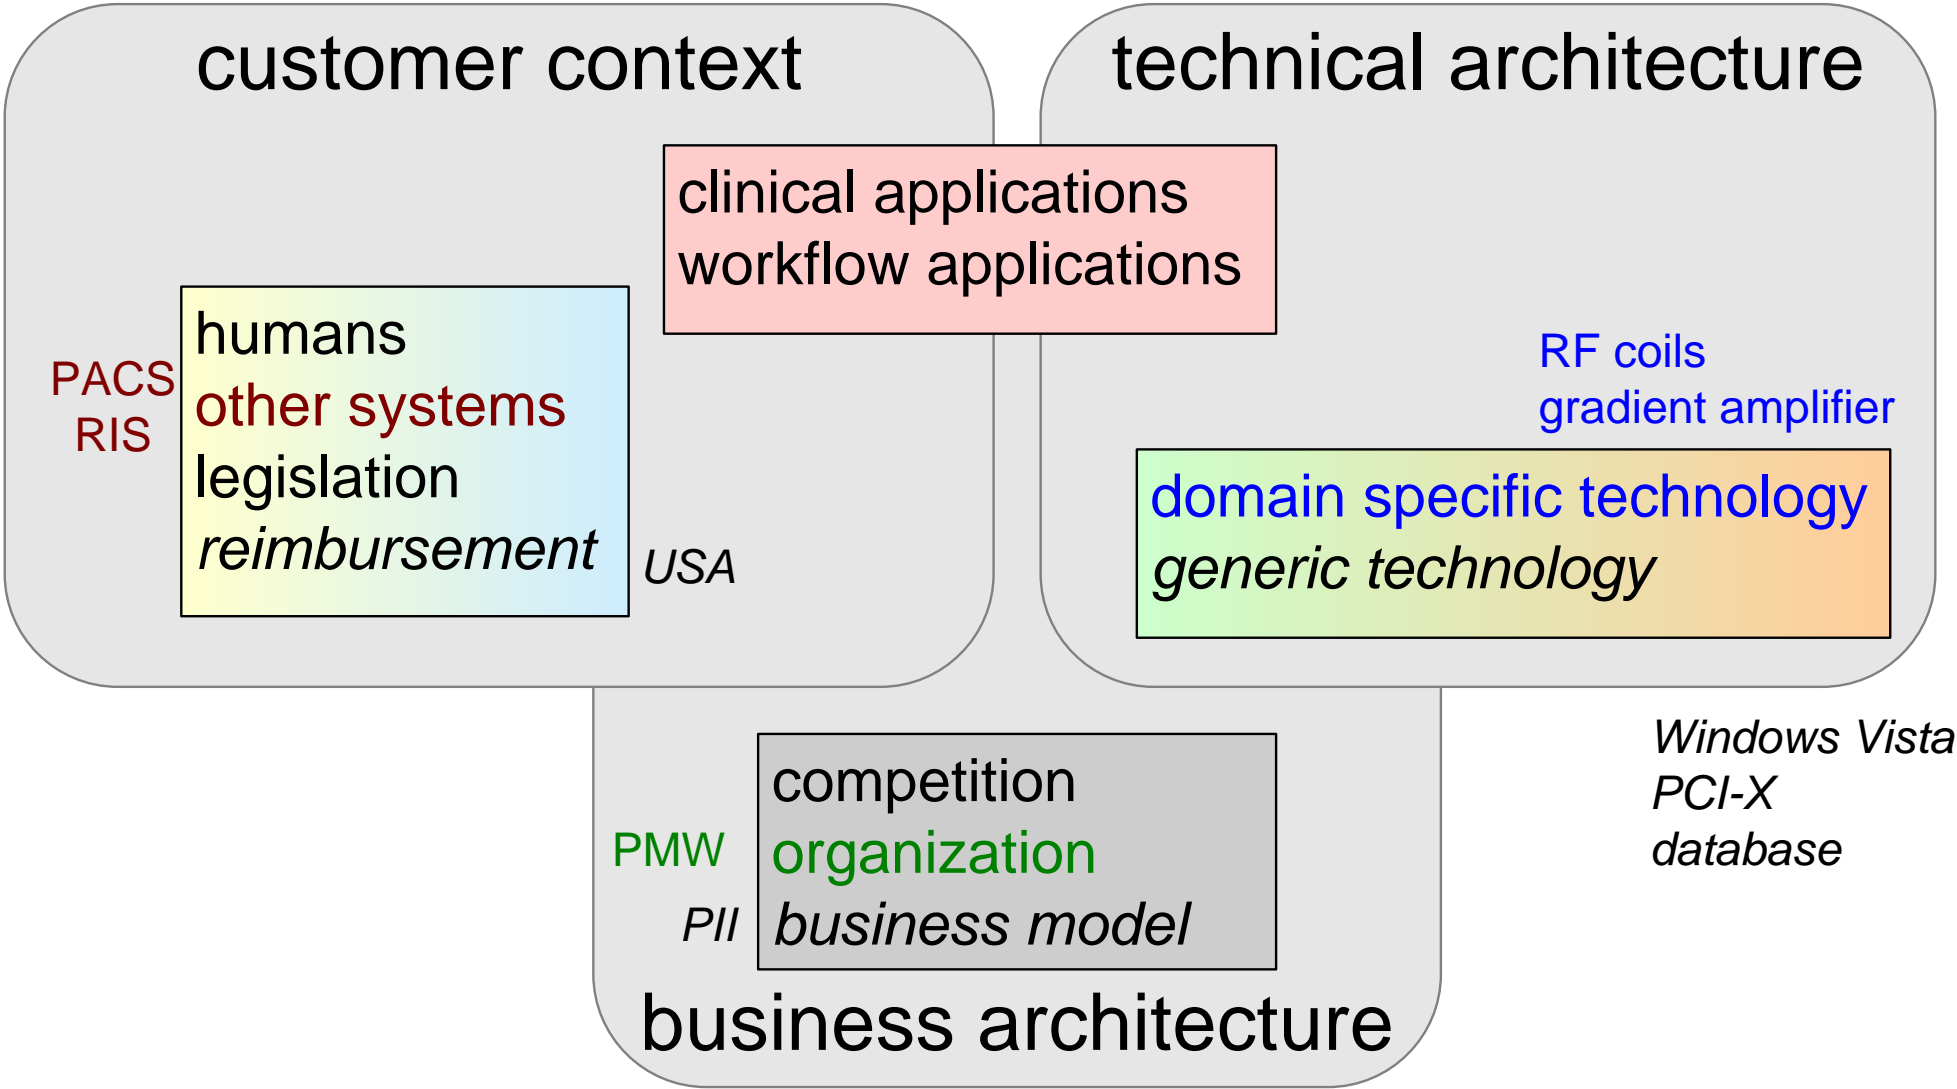 customer context
technical architecture
clinical applications
workflow applications
humans
other systems
legislation
reimbursement
PACS
RIS
USA
RF coils
gradient amplifier
domain specific technology
generic technology
Windows Vista
PCI-X
database
competition
organization
business model
PMW
PII
business architecture